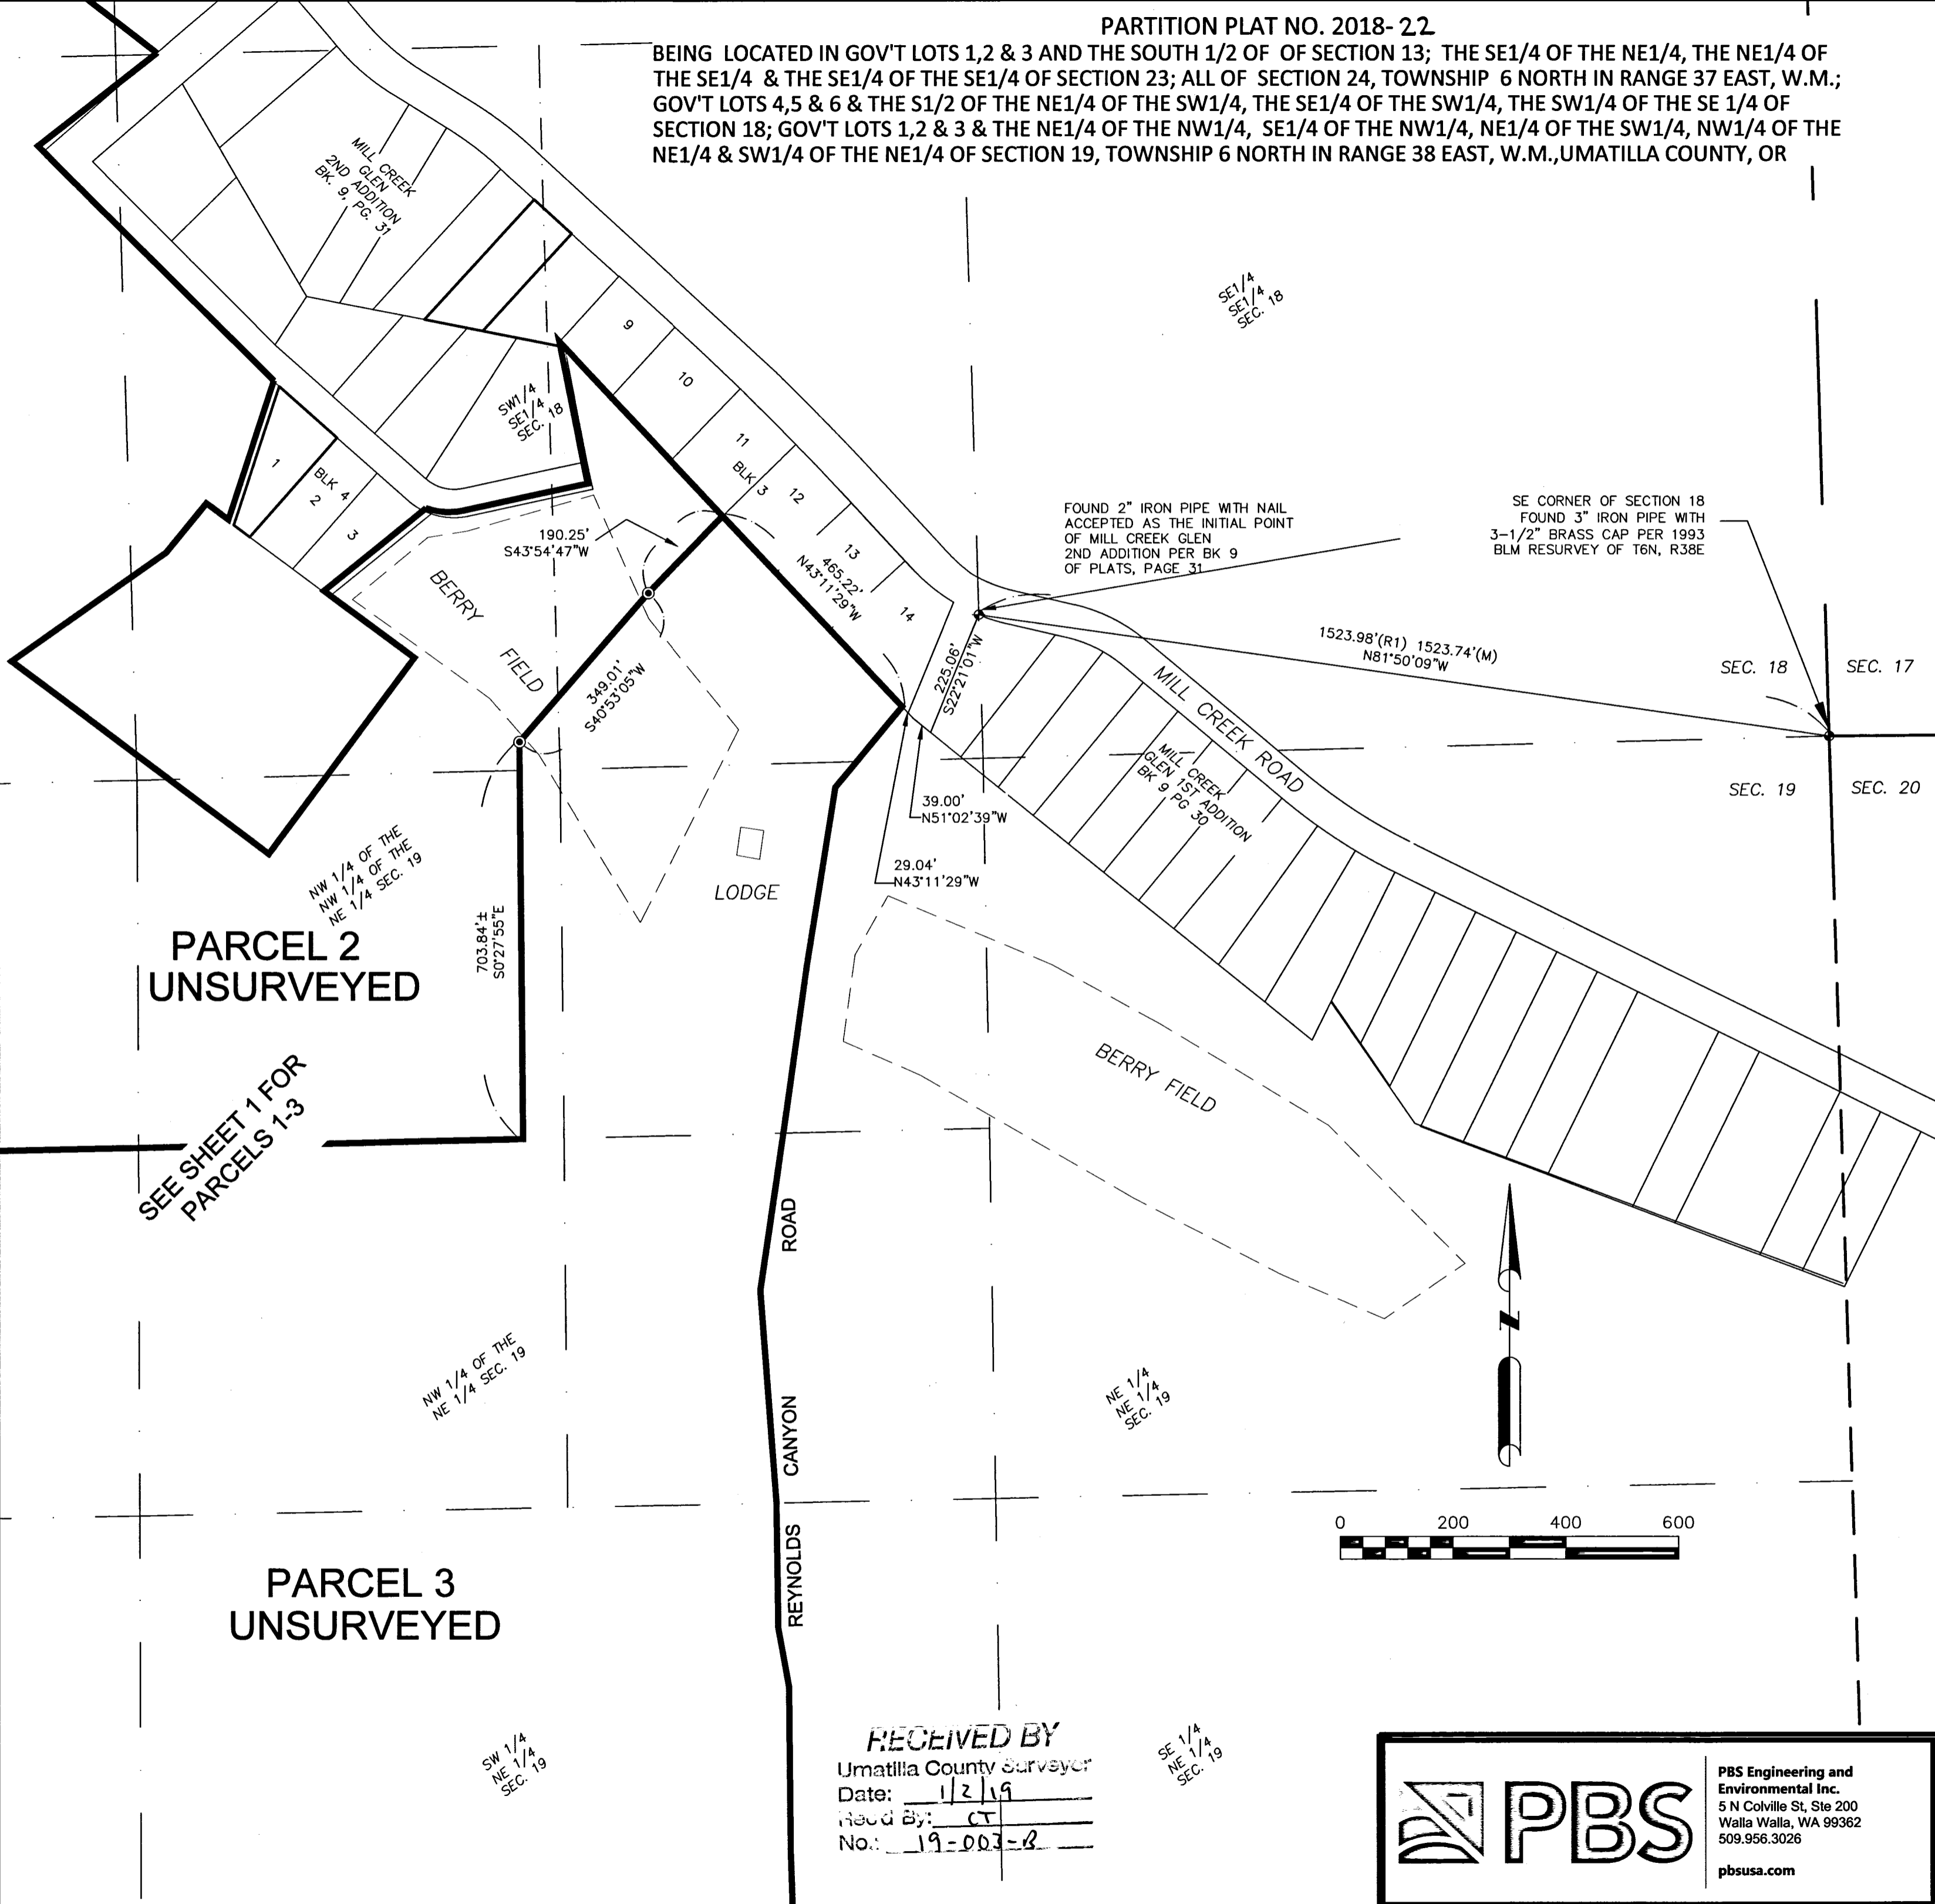 PARTITION PLAT NO. 2018-22
BEING LOCATED IN GOV'T LOTS 1,2 & 3 AND THE SOUTH 1/2 OF OF SECTION 13; THE SE1/4 OF THE NE1/4, THE NE1/4 OF
THE SE1/4 & THE SE1/4 OF THE SE1/4 OF SECTION 23; ALL OF SECTION 24, TOWNSHIP 6 NORTH IN RANGE 37 EAST, W.M.;
GOV'T LOTS 4,5 & 6 & THE S1/2 OF THE NE1/4 OF THE SW1/4, THE SE1/4 OF THE SW1/4, THE SW1/4 OF THE SE 1/4 OF
SECTION 18; GOV'T LOTS 1,2 & 3 & THE NE1/4 OF THE NW1/4, SE1/4 OF THE NW1/4, NE1/4 OF THE SW1/4, NW1/4 OF THE
NE1/4 & SW1/4 OF THE NE1/4 OF SECTION 19, TOWNSHIP 6 NORTH IN RANGE 38 EAST, W.M.,UMATILLA COUNTY, OR
MILL CREEK
GLEN
2ND ADDITION
BK. 9, PG. 31
SE1/4
SE1/4
SEC. 18
9
10
11
BLK 3
12
13
14
SW1/4
SE1/4
SEC. 18
1
BLK 4
2
3
190.25'
S43°54'47"W
465.22'
N43°11'29"W
FOUND 2" IRON PIPE WITH NAIL
ACCEPTED AS THE INITIAL POINT
OF MILL CREEK GLEN
2ND ADDITION PER BK 9
OF PLATS, PAGE 31
SE CORNER OF SECTION 18
FOUND 3" IRON PIPE WITH
3-1/2" BRASS CAP PER 1993
BLM RESURVEY OF T6N, R38E
BERRY
FIELD
349.01'
S40°53'05"W
225.06'
S22°21'01"W
1523.98'(R1) 1523.74'(M)
N81°50'09"W
SEC. 18
SEC. 17
SEC. 19
SEC. 20
MILL CREEK ROAD
MILL CREEK
GLEN 1ST ADDITION
BK 9 PG 30
39.00'
N51°02'39"W
29.04'
N43°11'29"W
LODGE
NW 1/4 OF THE
NW 1/4 OF THE
NE 1/4 SEC. 19
PARCEL 2
UNSURVEYED
703.84'±
S0°27'55"E
SEE SHEET 1 FOR
PARCELS 1-3
BERRY FIELD
REYNOLDS CANYON ROAD
NW 1/4 OF THE
NE 1/4 SEC. 19
NE 1/4
NE 1/4
SEC. 19
N
0 200 400 600
PARCEL 3
UNSURVEYED
SW 1/4
NE 1/4
SEC. 19
SE 1/4
NE 1/4
SEC. 19
RECEIVED BY
Umatilla County Surveyor
Date: 1/2/19
Rec'd By: CT
No.: 19-003-B
PBS
PBS Engineering and
Environmental Inc.
5 N Colville St, Ste 200
Walla Walla, WA 99362
509.956.3026
pbsusa.com